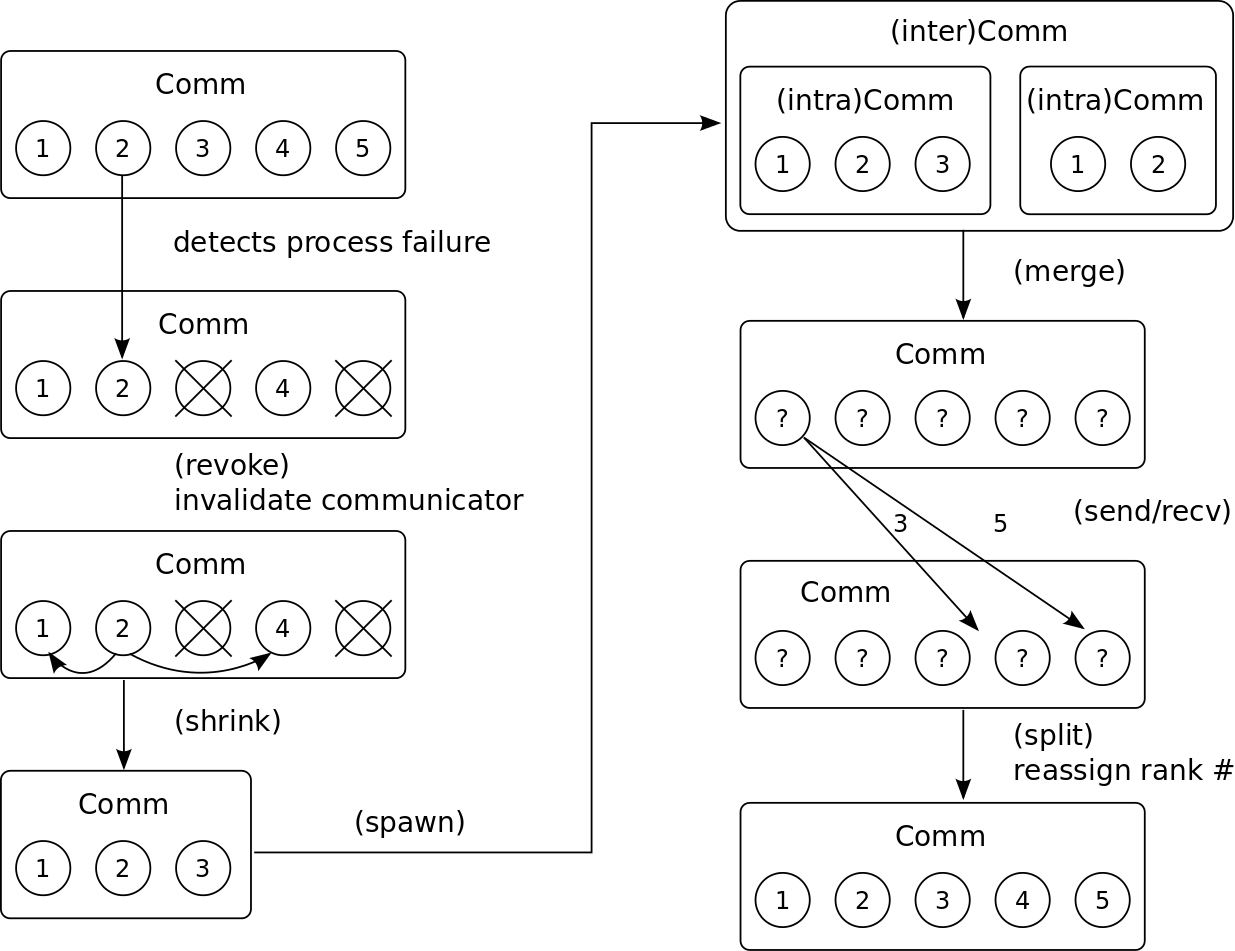 Comm
1 2 3 4 5
detects process failure
Comm
1 2 4
(revoke)
invalidate communicator
Comm
1 2 4
(shrink)
Comm
1 2 3
(spawn)
(inter)Comm
(intra)Comm (intra)Comm
1 2 3 1 2
(merge)
Comm
? ? ? ? ?
3 5 (send/recv)
Comm
? ? ? ? ?
(split)
reassign rank #
Comm
1 2 3 4 5